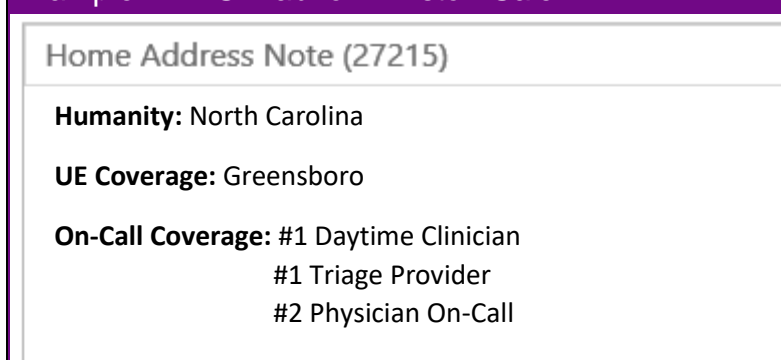 Home Address Note (27215)
Humanity: North Carolina
UE Coverage: Greensboro
On-Call Coverage: #1 Daytime Clinician
#1 Triage Provider
#2 Physician On-Call